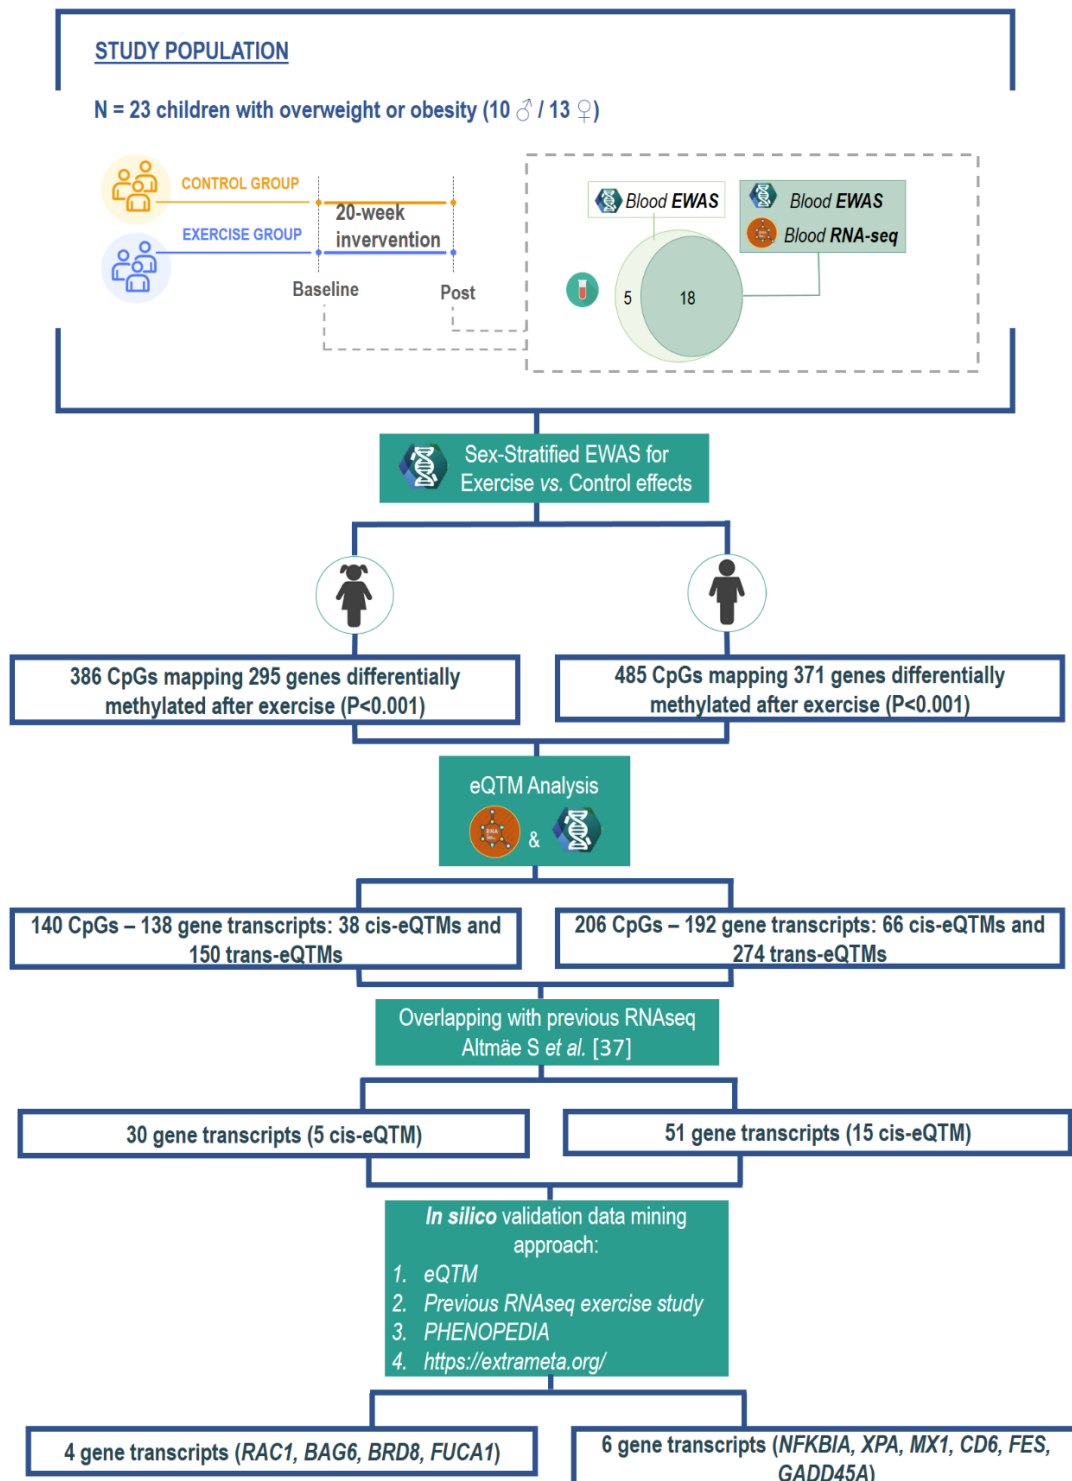 STUDY POPULATION
N = 23 children with overweight or obesity (10 ♂ / 13 ♀)
CONTROL GROUP
EXERCISE GROUP
20-week
invervention
Baseline
Post
Blood EWAS
Blood EWAS
Blood RNA-seq
5
18
Sex-Stratified EWAS for
Exercise vs. Control effects
386 CpGs mapping 295 genes differentially
methylated after exercise (P<0.001)
485 CpGs mapping 371 genes differentially
methylated after exercise (P<0.001)
eQTM Analysis
&
140 CpGs – 138 gene transcripts: 38 cis-eQTMs and
150 trans-eQTMs
206 CpGs – 192 gene transcripts: 66 cis-eQTMs and
274 trans-eQTMs
Overlapping with previous RNAseq
Altmäe S et al. [37]
30 gene transcripts (5 cis-eQTM)
51 gene transcripts (15 cis-eQTM)
In silico validation data mining
approach:
1. eQTM
2. Previous RNAseq exercise study
3. PHENOPEDIA
4. https://extrameta.org/
4 gene transcripts (RAC1, BAG6, BRD8, FUCA1)
6 gene transcripts (NFKBIA, XPA, MX1, CD6, FES,
GADD45A)